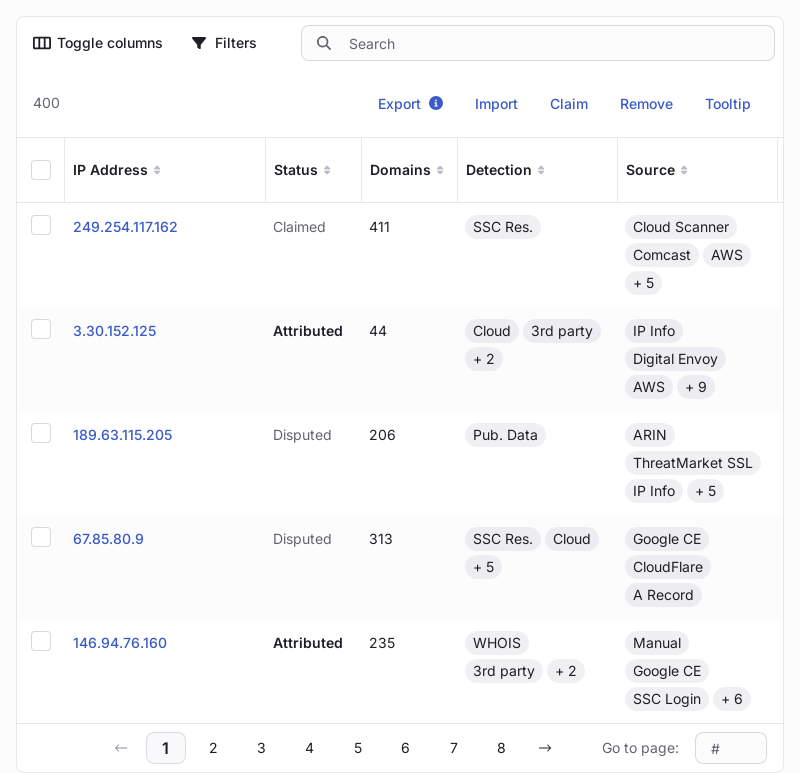 Toggle columns Filters Search
400 Export Import Claim Remove Tooltip
IP Address Status Domains Detection Source
249.254.117.162 Claimed 411 SSC Res. Cloud Scanner
Comcast AWS
+ 5
3.30.152.125 Attributed 44 Cloud 3rd party IP Info
+ 2 Digital Envoy
AWS + 9
189.63.115.205 Disputed 206 Pub. Data ARIN
ThreatMarket SSL
IP Info + 5
67.85.80.9 Disputed 313 SSC Res. Cloud Google CE
+ 5 CloudFlare
A Record
146.94.76.160 Attributed 235 WHOIS Manual
3rd party + 2 Google CE
SSC Login + 6
← 1 2 3 4 5 6 7 8 → Go to page: #